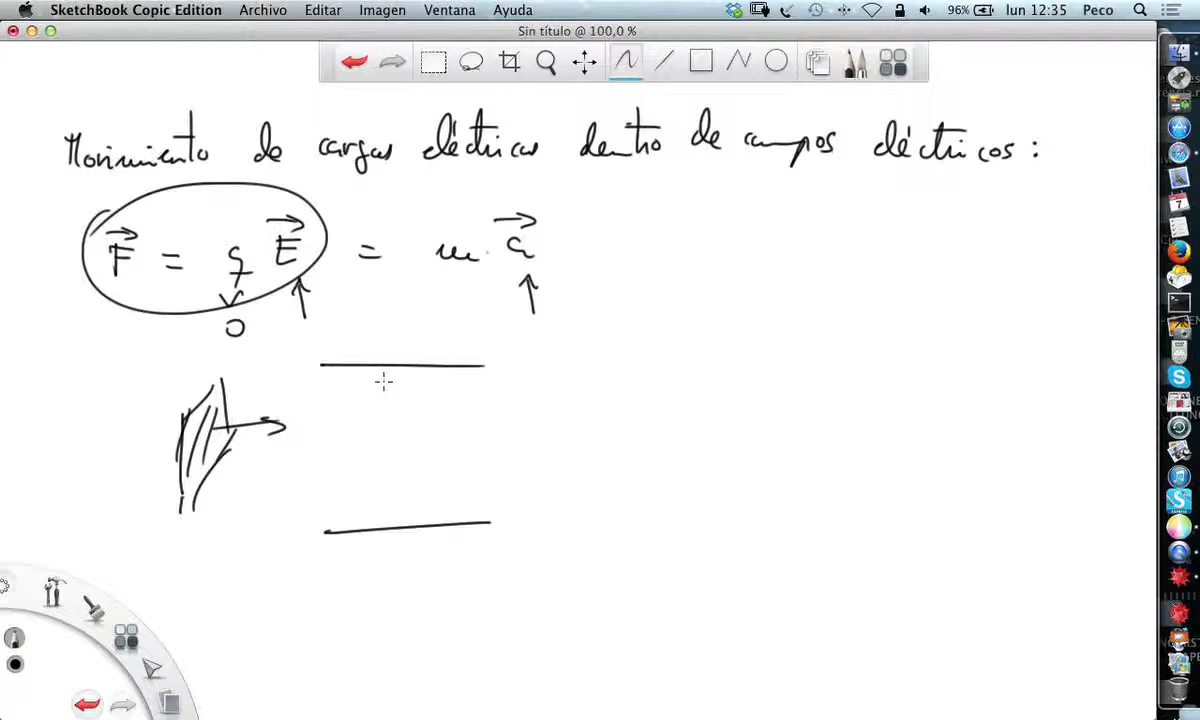 SketchBook Copic Edition Archivo Editar Imagen Ventana Ayuda 96% lun 12:35 Peco
Sin título @ 100,0 %
Movimiento de cargas eléctricas dentro de campos eléctricos:
F = q E = m · a
0